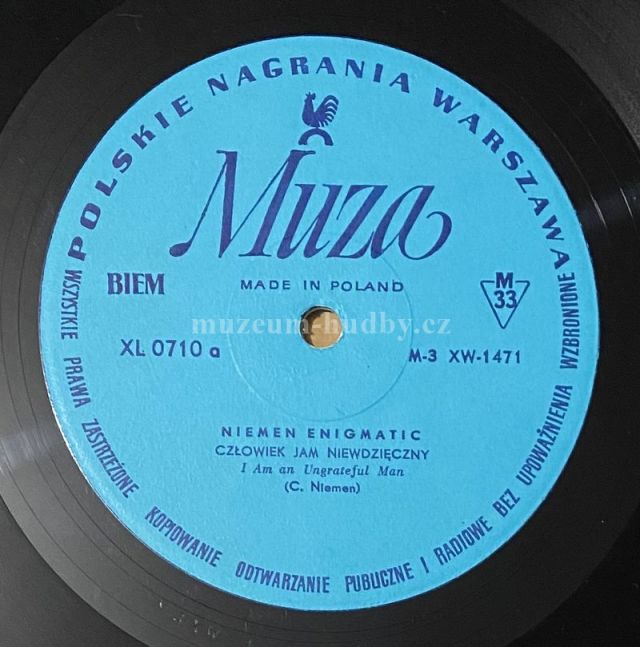 POLSKIE NAGRANIA WARSZAWA
Muza
BIEM
MADE IN POLAND
M
33
muzeum-hudby.cz
XL 0710 a
M-3 XW-1471
NIEMEN ENIGMATIC
CZŁOWIEK JAM NIEWDZIĘCZNY
I Am an Ungrateful Man
(C. Niemen)
WSZYSTKIE PRAWA ZASTRZEŻONE KOPIOWANIE ODTWARZANIE PUBLICZNE I RADIOWE BEZ UPOWAŻNIENIA WZBRONIONE